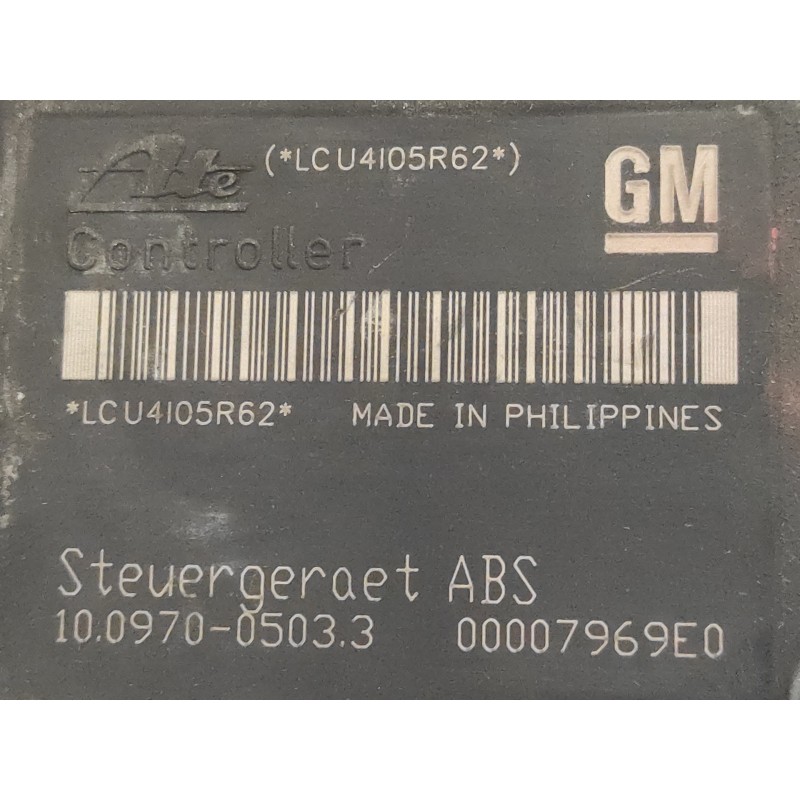 Ate (*LCU4105R62*)
GM
Controller
*LCU4105R62* MADE IN PHILIPPINES
Steuergeraet ABS
10.0970-0503.3 00007969E0